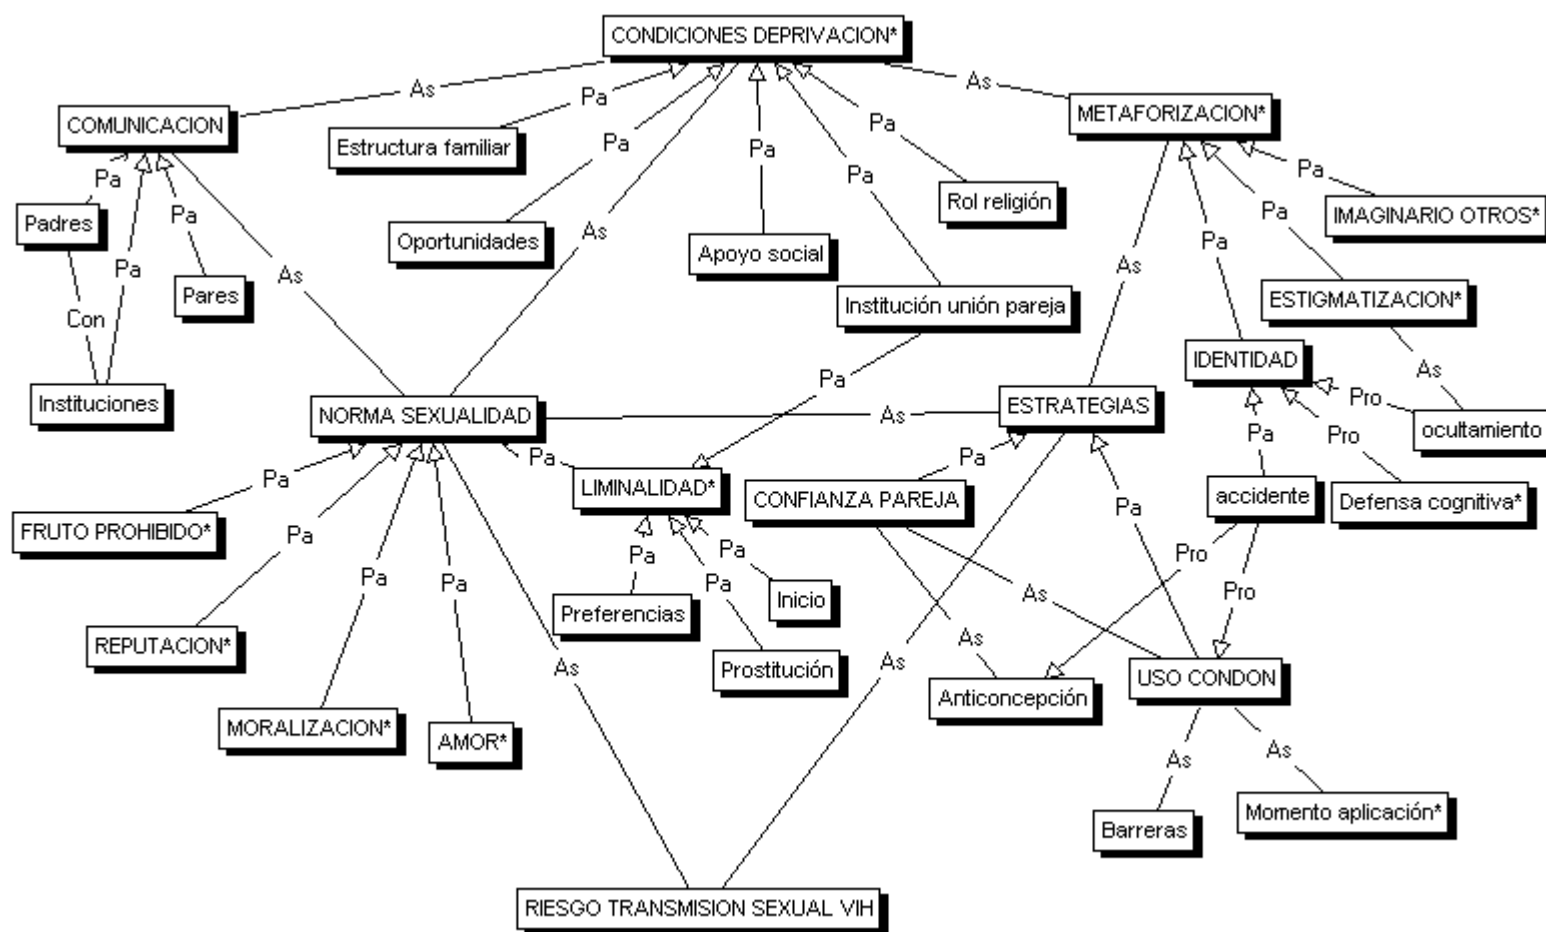 CONDICIONES DEPRIVACION*
As
As
Pa
COMUNICACION
METAFORIZACION*
Pa
Estructura familiar
Pa
Pa
Pa
Pa
Pa
Pa
Rol religión
IMAGINARIO OTROS*
Padres
Pa
Pa
Oportunidades
As
Apoyo social
Pa
Pa
As
Pares
As
Institución unión pareja
ESTIGMATIZACION*
Con
IDENTIDAD
As
Instituciones
Pa
NORMA SEXUALIDAD
As
ESTRATEGIAS
Pro
ocultamiento
Pro
Pa
Pa
Pa
Pa
LIMINALIDAD*
CONFIANZA PAREJA
accidente
Defensa cognitiva*
FRUTO PROHIBIDO*
Pa
Pa
Pa
Pa
Pa
Pa
Pa
Pro
Inicio
As
Pro
Preferencias
REPUTACION*
As
Prostitución
As
As
Anticoncepción
USO CONDON
MORALIZACION*
AMOR*
As
As
Barreras
Momento aplicación*
RIESGO TRANSMISION SEXUAL VIH